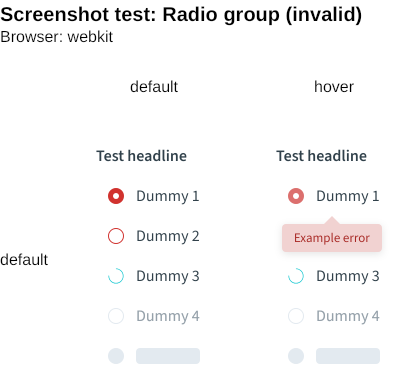 Screenshot test: Radio group (invalid)
Browser: webkit
default hover
Test headline Test headline
Dummy 1 Dummy 1
Dummy 2 Example error
default
Dummy 3 Dummy 3
Dummy 4 Dummy 4